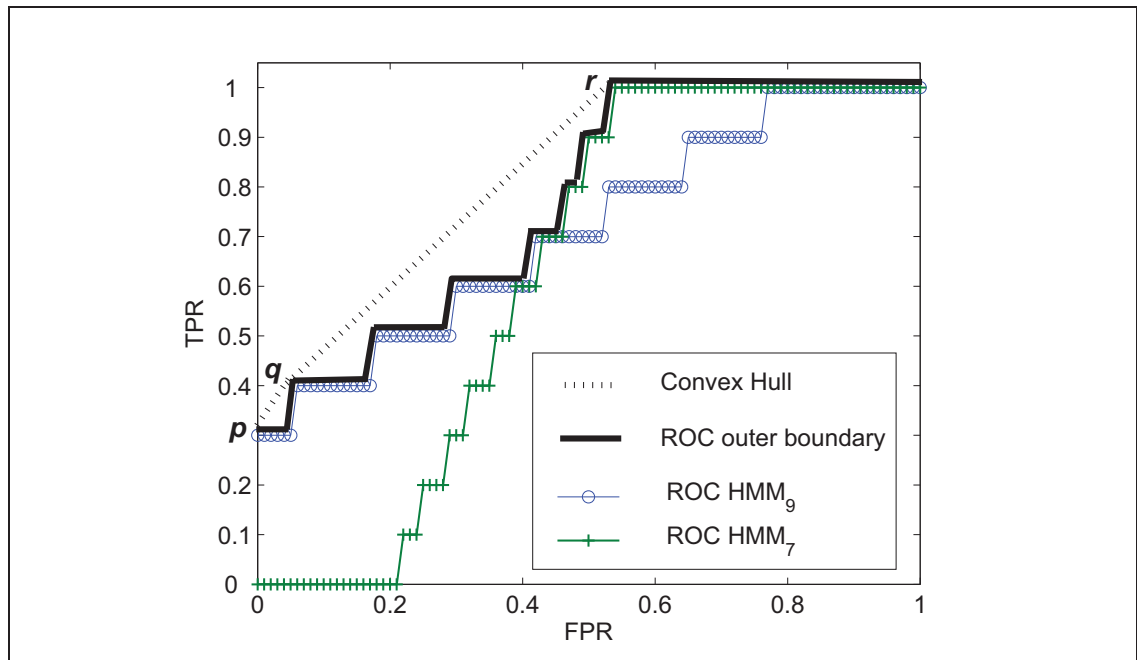 r
1
0.9
0.8
0.7
0.6
0.5
q
0.4
p
0.2
0.1
0
TPR
0 0.2 0.4 0.6 0.8 1
FPR
Convex Hull
ROC outer boundary
ROC HMM9
ROC HMM7